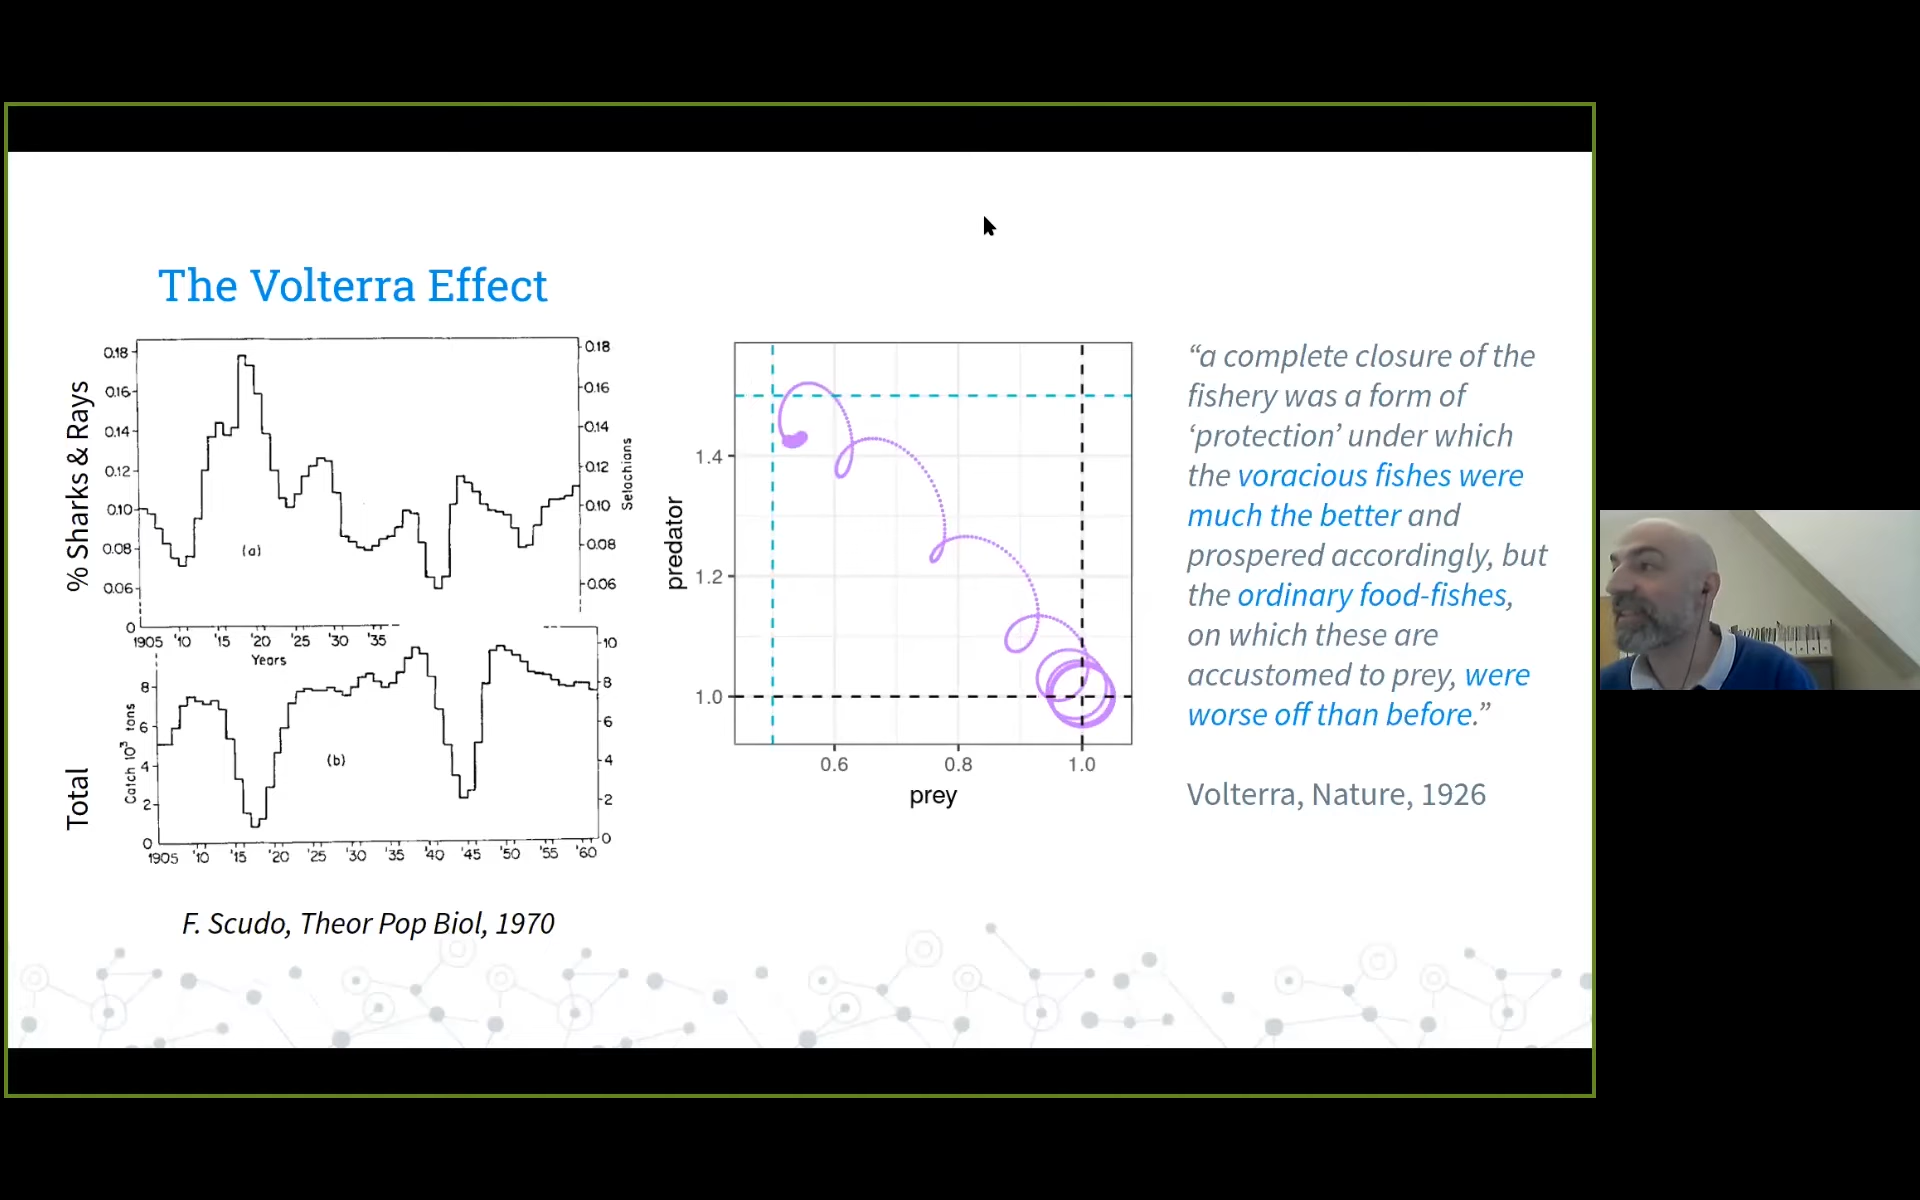 The Volterra Effect
% Sharks & Rays
0.18
0.16
0.14
0.12
0.10
0.08
0.06
0
(a)
0.18
0.16
0.14
0.12
0.10
0.08
0.06
Selachians
1905 '10 '15 '20 '25 '30 '35
Years
Total
Catch 10³ tons
8
6
4
2
0
(b)
10
8
6
4
2
0
1905 '10 '15 '20 '25 '30 '35 '40 '45 '50 '55 '60
F. Scudo, Theor Pop Biol, 1970
predator
1.4
1.2
1.0
0.6 0.8 1.0
prey
“a complete closure of the
fishery was a form of
‘protection’ under which
the voracious fishes were
much the better and
prospered accordingly, but
the ordinary food-fishes,
on which these are
accustomed to prey, were
worse off than before.”
Volterra, Nature, 1926